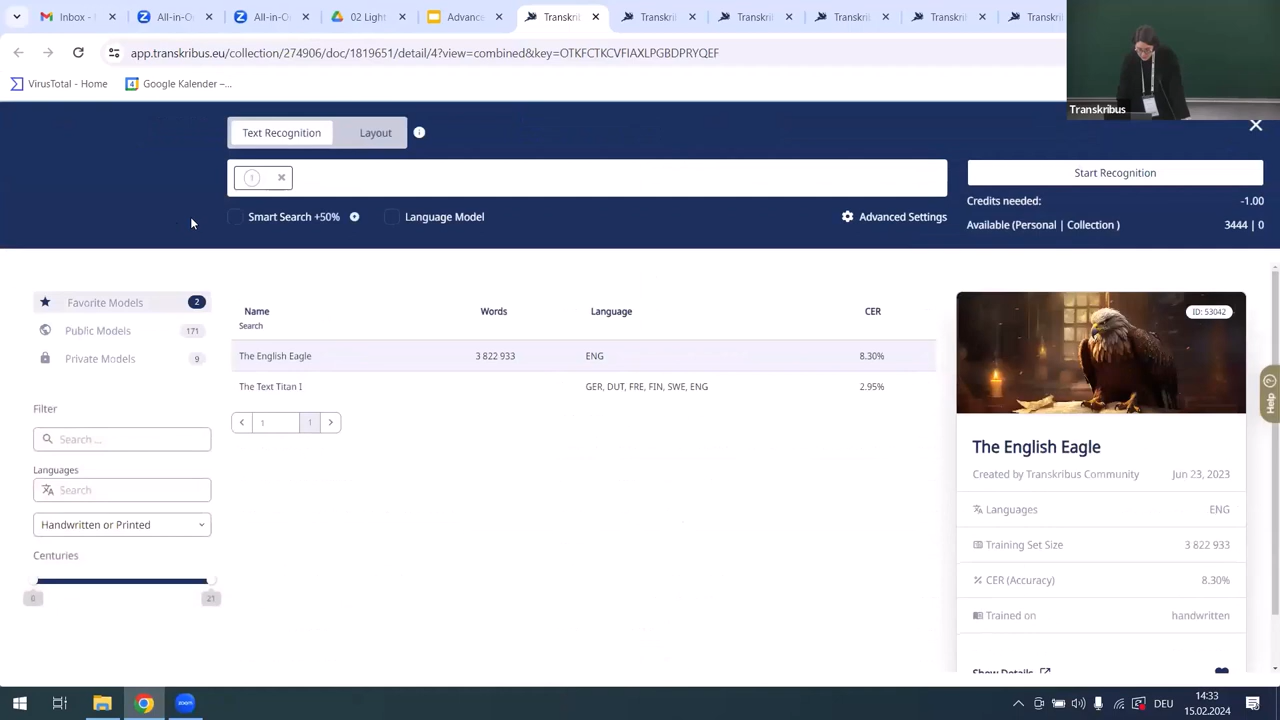 Inbox -
All-in-O
All-in-O
02 Light
Advance
Transkri
Transkrib
Transkrib
Transkrib
Transkrib
Transkri
app.transkribus.eu/collection/274906/doc/1819651/detail/4?view=combined&key=OTKFCTKCVFIAXLPGBDPRYQEF
VirusTotal - Home
Google Kalender –...
Transkribus
Text Recognition
Layout
Start Recognition
Smart Search +50%
Language Model
Advanced Settings
Credits needed:
-1.00
Available (Personal | Collection )
3444 | 0
Favorite Models
2
Public Models
171
Private Models
9
Filter
Search ...
Languages
Search
Handwritten or Printed
Centuries
0
21
Name
Words
Language
CER
Search
The English Eagle
3 822 933
ENG
8.30%
The Text Titan I
GER, DUT, FRE, FIN, SWE, ENG
2.95%
1
1
ID: 53042
The English Eagle
Created by Transkribus Community
Jun 23, 2023
Languages
ENG
Training Set Size
3 822 933
CER (Accuracy)
8.30%
Trained on
handwritten
Show Details
Help
zoom
DEU
14:33
15.02.2024